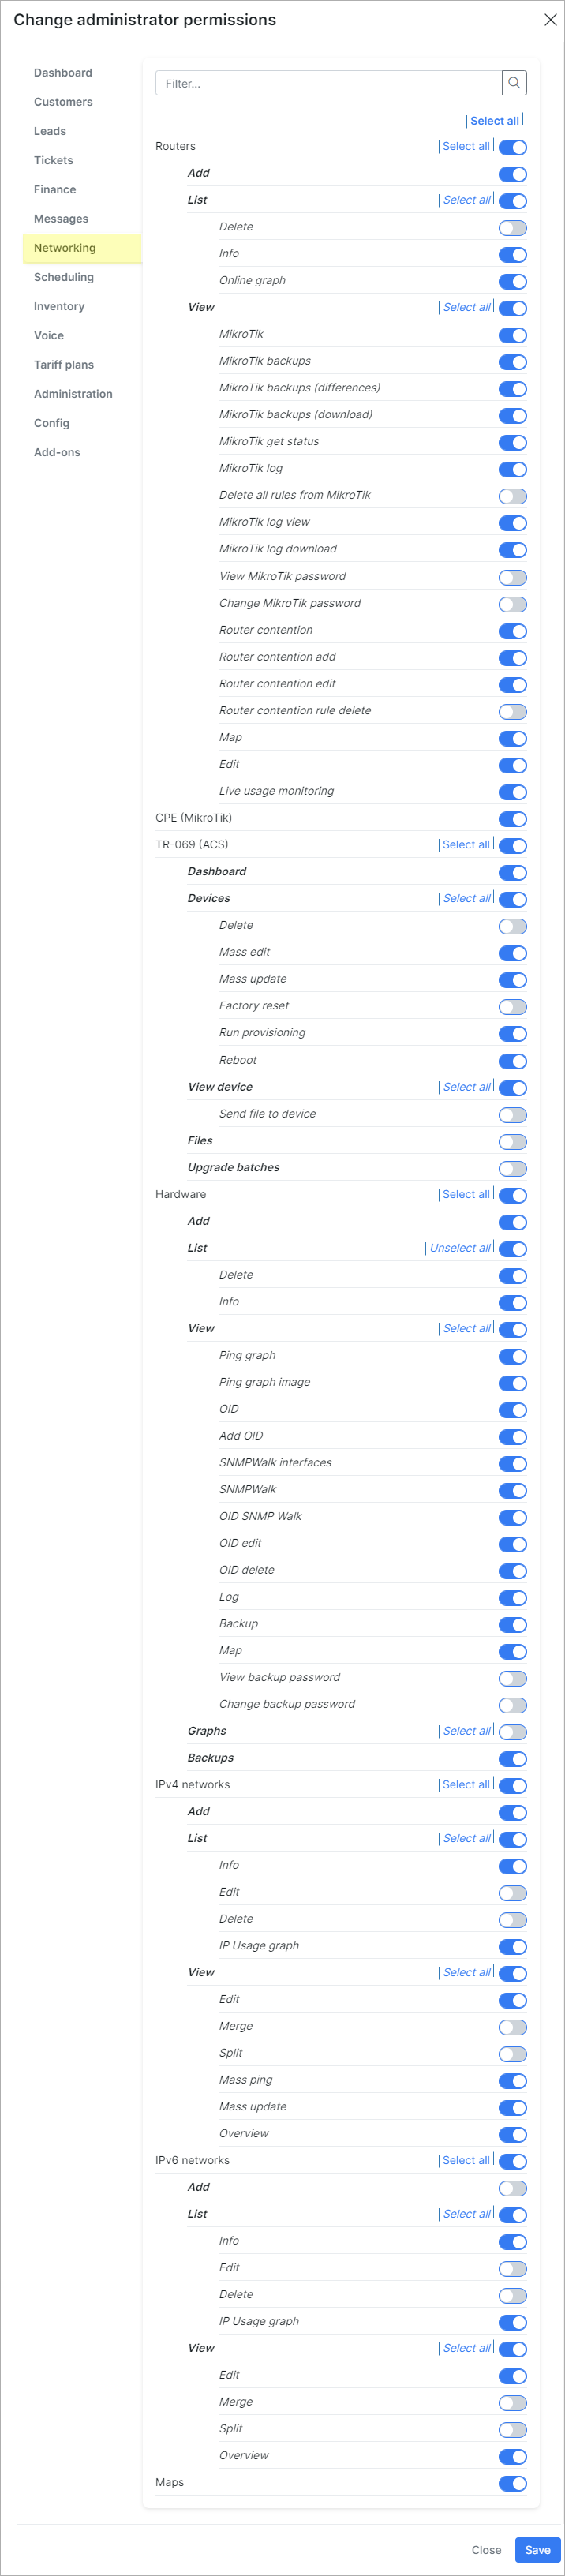 Change administrator permissions
Dashboard
Customers
Leads
Tickets
Finance
Messages
Networking
Scheduling
Inventory
Voice
Tariff plans
Administration
Config
Add-ons
Filter...
Select all
Routers Select all
Add
List Select all
Delete
Info
Online graph
View Select all
MikroTik
MikroTik backups
MikroTik backups (differences)
MikroTik backups (download)
MikroTik get status
MikroTik log
Delete all rules from MikroTik
MikroTik log view
MikroTik log download
View MikroTik password
Change MikroTik password
Router contention
Router contention add
Router contention edit
Router contention rule delete
Map
Edit
Live usage monitoring
CPE (MikroTik)
TR-069 (ACS) Select all
Dashboard
Devices Select all
Delete
Mass edit
Mass update
Factory reset
Run provisioning
Reboot
View device Select all
Send file to device
Files
Upgrade batches
Hardware Select all
Add
List Unselect all
Delete
Info
View Select all
Ping graph
Ping graph image
OID
Add OID
SNMPWalk interfaces
SNMPWalk
OID SNMP Walk
OID edit
OID delete
Log
Backup
Map
View backup password
Change backup password
Graphs Select all
Backups
IPv4 networks Select all
Add
List Select all
Info
Edit
Delete
IP Usage graph
View Select all
Edit
Merge
Split
Mass ping
Mass update
Overview
IPv6 networks Select all
Add
List Select all
Info
Edit
Delete
IP Usage graph
View Select all
Edit
Merge
Split
Overview
Maps
Close Save